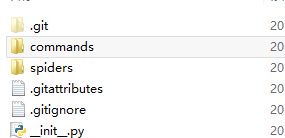 .git 20
commands 20
spiders 20
.gitattributes 20
.gitignore 20
__init__.py 20